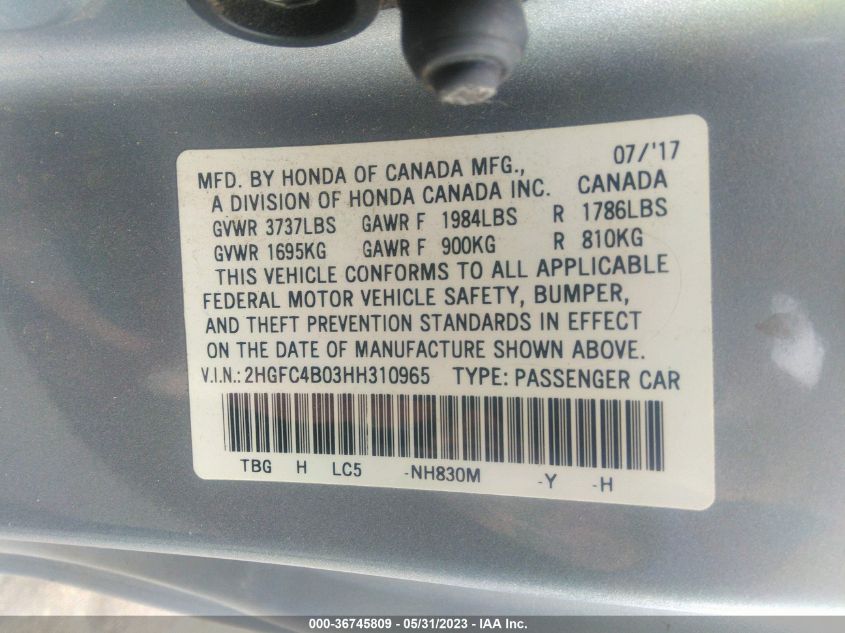 07/'17
MFD. BY HONDA OF CANADA MFG.,
A DIVISION OF HONDA CANADA INC. CANADA
GVWR 3737LBS GAWR F 1984LBS R 1786LBS
GVWR 1695KG GAWR F 900KG R 810KG
THIS VEHICLE CONFORMS TO ALL APPLICABLE
FEDERAL MOTOR VEHICLE SAFETY, BUMPER,
AND THEFT PREVENTION STANDARDS IN EFFECT
ON THE DATE OF MANUFACTURE SHOWN ABOVE.
V.I.N.: 2HGFC4B03HH310965 TYPE: PASSENGER CAR
TBG H LC5 -NH830M -Y -H
000-36745809 - 05/31/2023 - IAA Inc.